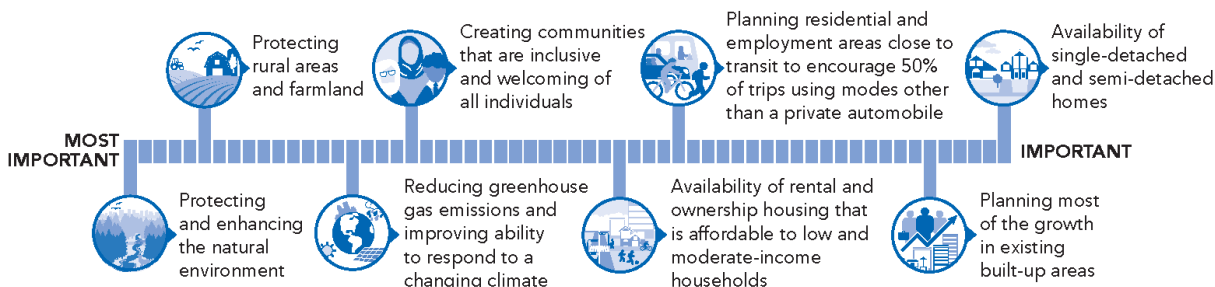 MOST
IMPORTANT
Protecting
and enhancing
the natural
environment
Protecting
rural areas
and farmland
Reducing greenhouse
gas emissions and
improving ability
to respond to a
changing climate
Creating communities
that are inclusive
and welcoming of
all individuals
Availability of rental and
ownership housing that
is affordable to low and
moderate-income
households
Planning residential and
employment areas close to
transit to encourage 50%
of trips using modes other
than a private automobile
Planning most
of the growth
in existing
built-up areas
Availability of
single-detached
and semi-detached
homes
IMPORTANT